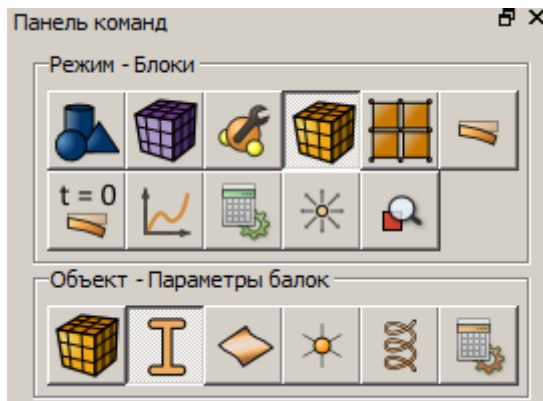 Панель команд
Режим - Блоки
t = 0
Объект - Параметры балок